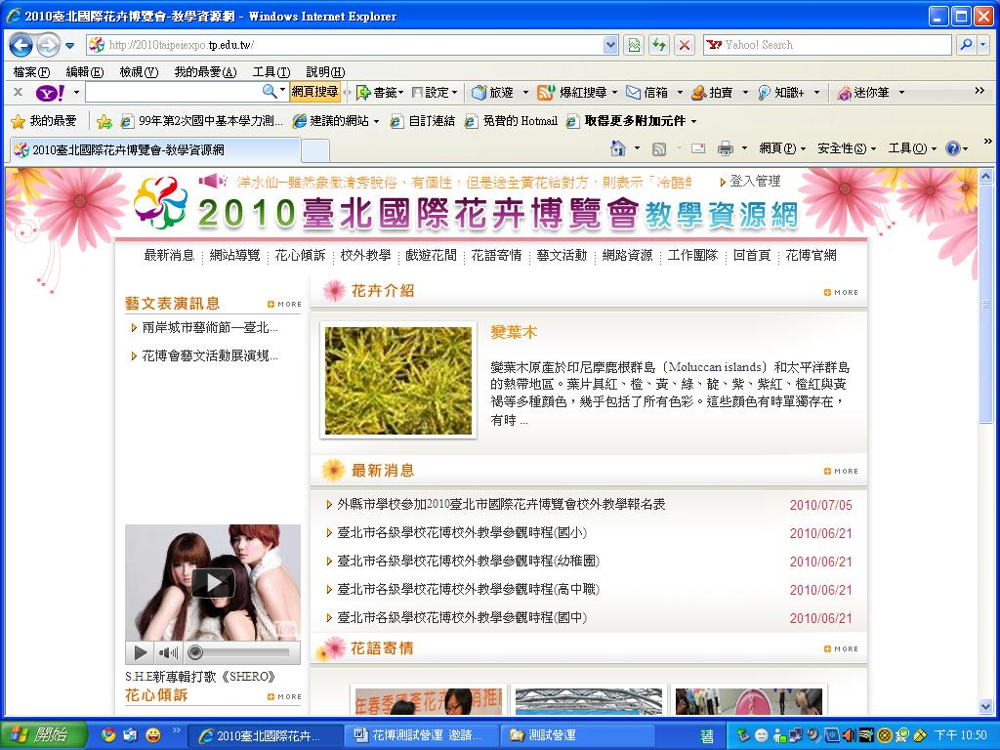 2010臺北國際花卉博覽會-教學資源網 - Windows Internet Explorer
http://2010taipeiexpo.tp.edu.tw/
Yahoo! Search
檔案(F) 編輯(E) 檢視(V) 我的最愛(A) 工具(T) 說明(H)
Y! 網頁搜尋 書籤 設定 旅遊 爆紅搜尋 信箱 拍賣 知識+ 迷你筆
我的最愛 99年第2次國中基本學力測... 建議的網站 自訂連結 免費的 Hotmail 取得更多附加元件
2010臺北國際花卉博覽會-教學資源網 網頁(P) 安全性(S) 工具(O)
洋水仙─雖然象徵清秀脫俗、有個性，但是送全黃花給對方，則表示「冷酷無
登入管理
2010臺北國際花卉博覽會教學資源網
最新消息 網站導覽 花心傾訴 校外教學 戲遊花間 花語寄情 藝文活動 網路資源 工作團隊 回首頁 花博官網
藝文表演訊息 MORE
兩岸城市藝術節—臺北...
花博會藝文活動展演規...
YouTube
S.H.E新專輯打歌《SHERO》
花心傾訴 MORE
花卉介紹 MORE
變葉木
變葉木原產於印尼摩鹿根群島〔Moluccan islands〕和太平洋群島
的熱帶地區。葉片具紅、橙、黃、綠、靛、紫、紫紅、橙紅與黃
褐等多種顏色，幾乎包括了所有色彩。這些顏色有時單獨存在，
有時 ...
最新消息 MORE
外縣市學校參加2010臺北市國際花卉博覽會校外教學報名表 2010/07/05
臺北市各級學校花博校外教學參觀時程(國小) 2010/06/21
臺北市各級學校花博校外教學參觀時程(幼稚園) 2010/06/21
臺北市各級學校花博校外教學參觀時程(高中職) 2010/06/21
臺北市各級學校花博校外教學參觀時程(國中) 2010/06/21
花語寄情 MORE
開始 2010臺北國際花卉... 花博測試營運 邀請... 測試營運 下午 10:50